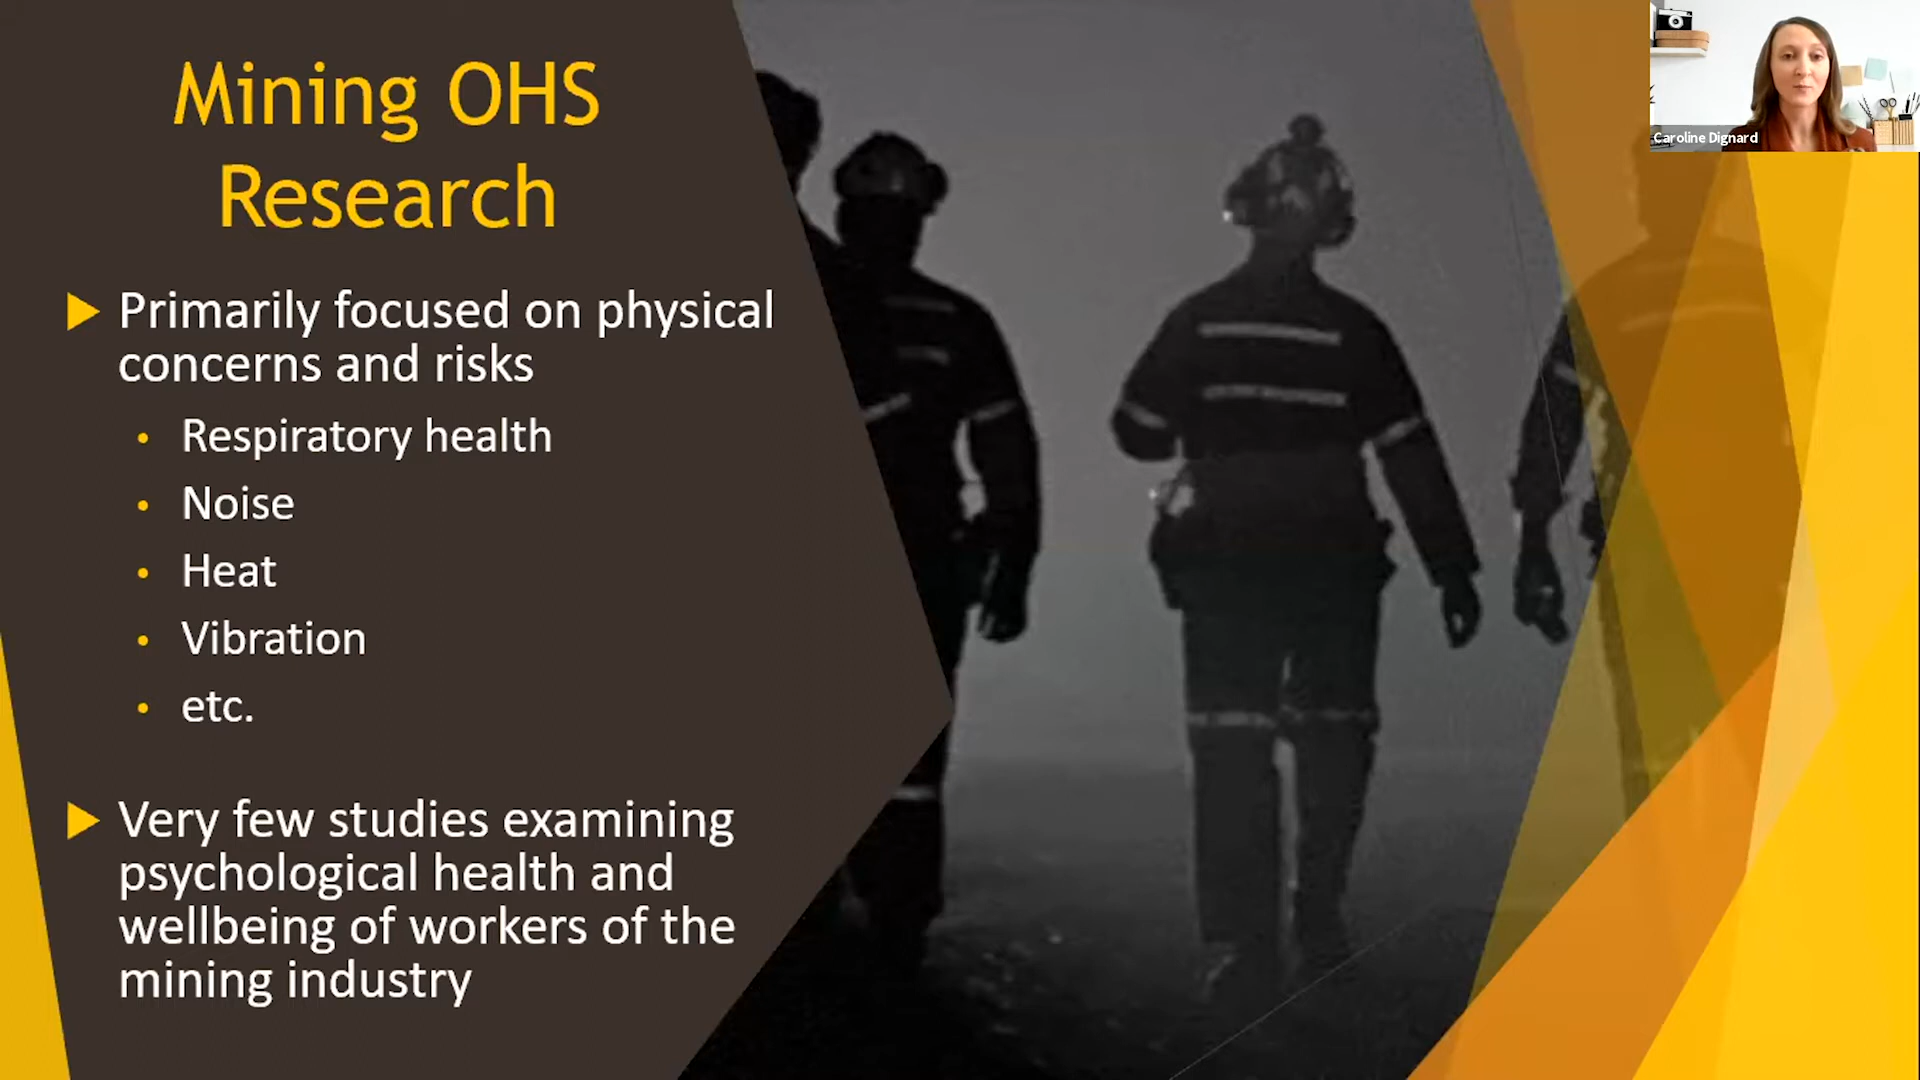 Mining OHS
Research
Primarily focused on physical
concerns and risks
Respiratory health
Noise
Heat
Vibration
etc.
Very few studies examining
psychological health and
wellbeing of workers of the
mining industry
Caroline Dignard